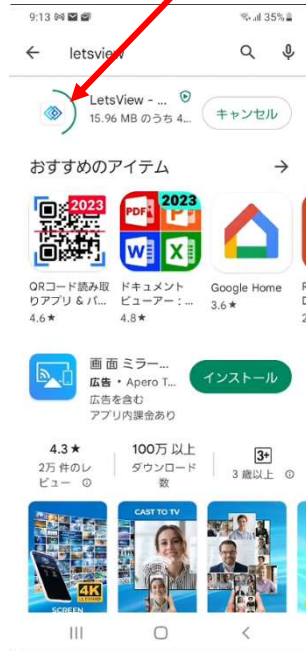 9:13
35%
letsview
LetsView - ...
15.96 MB のうち 4...
キャンセル
おすすめのアイテム
2023
PDF
W
X
2023
QRコード読み取
りアプリ & バ...
4.6★
ドキュメント
ビューアー：...
4.8★
Google Home
3.6★
画 面 ミラー...
広告・Apero T...
広告を含む
アプリ内課金あり
インストール
4.3★
2万 件のレ
ビュー
100万 以上
ダウンロード
数
3+
3 歳以上
4K
SCREEN
CAST TO TV